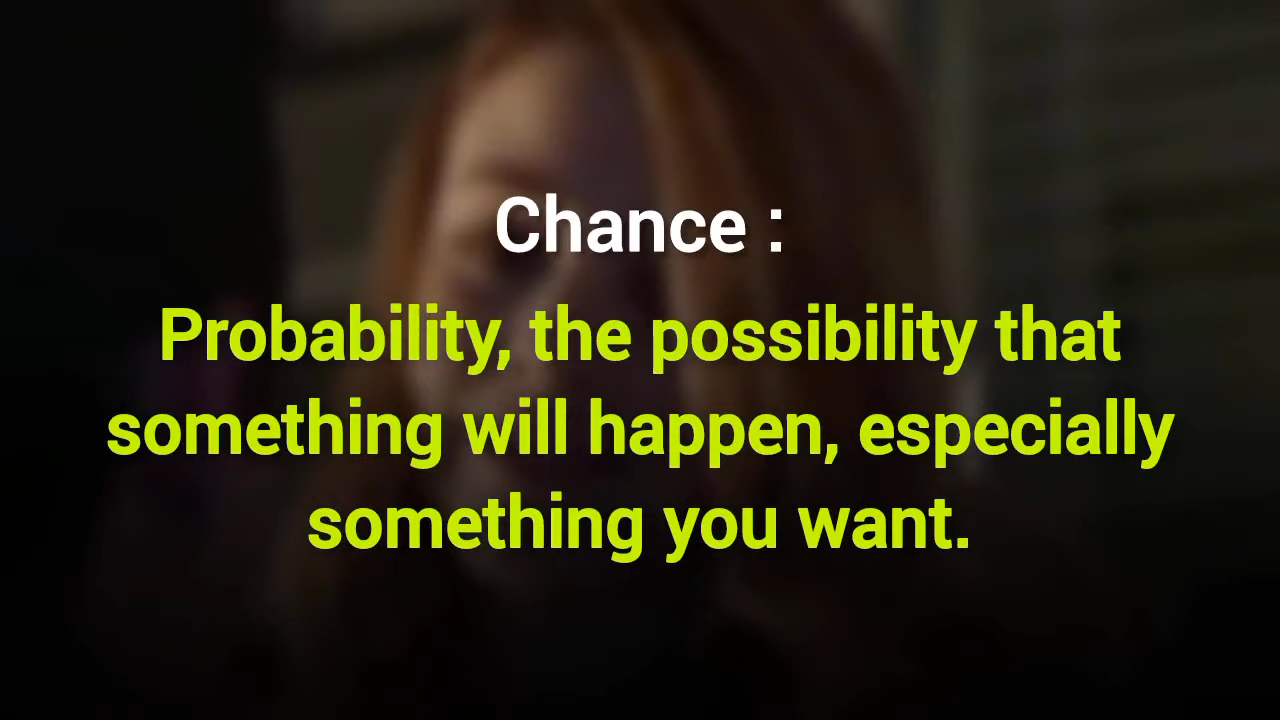 Chance :
Probability, the possibility that
something will happen, especially
something you want.